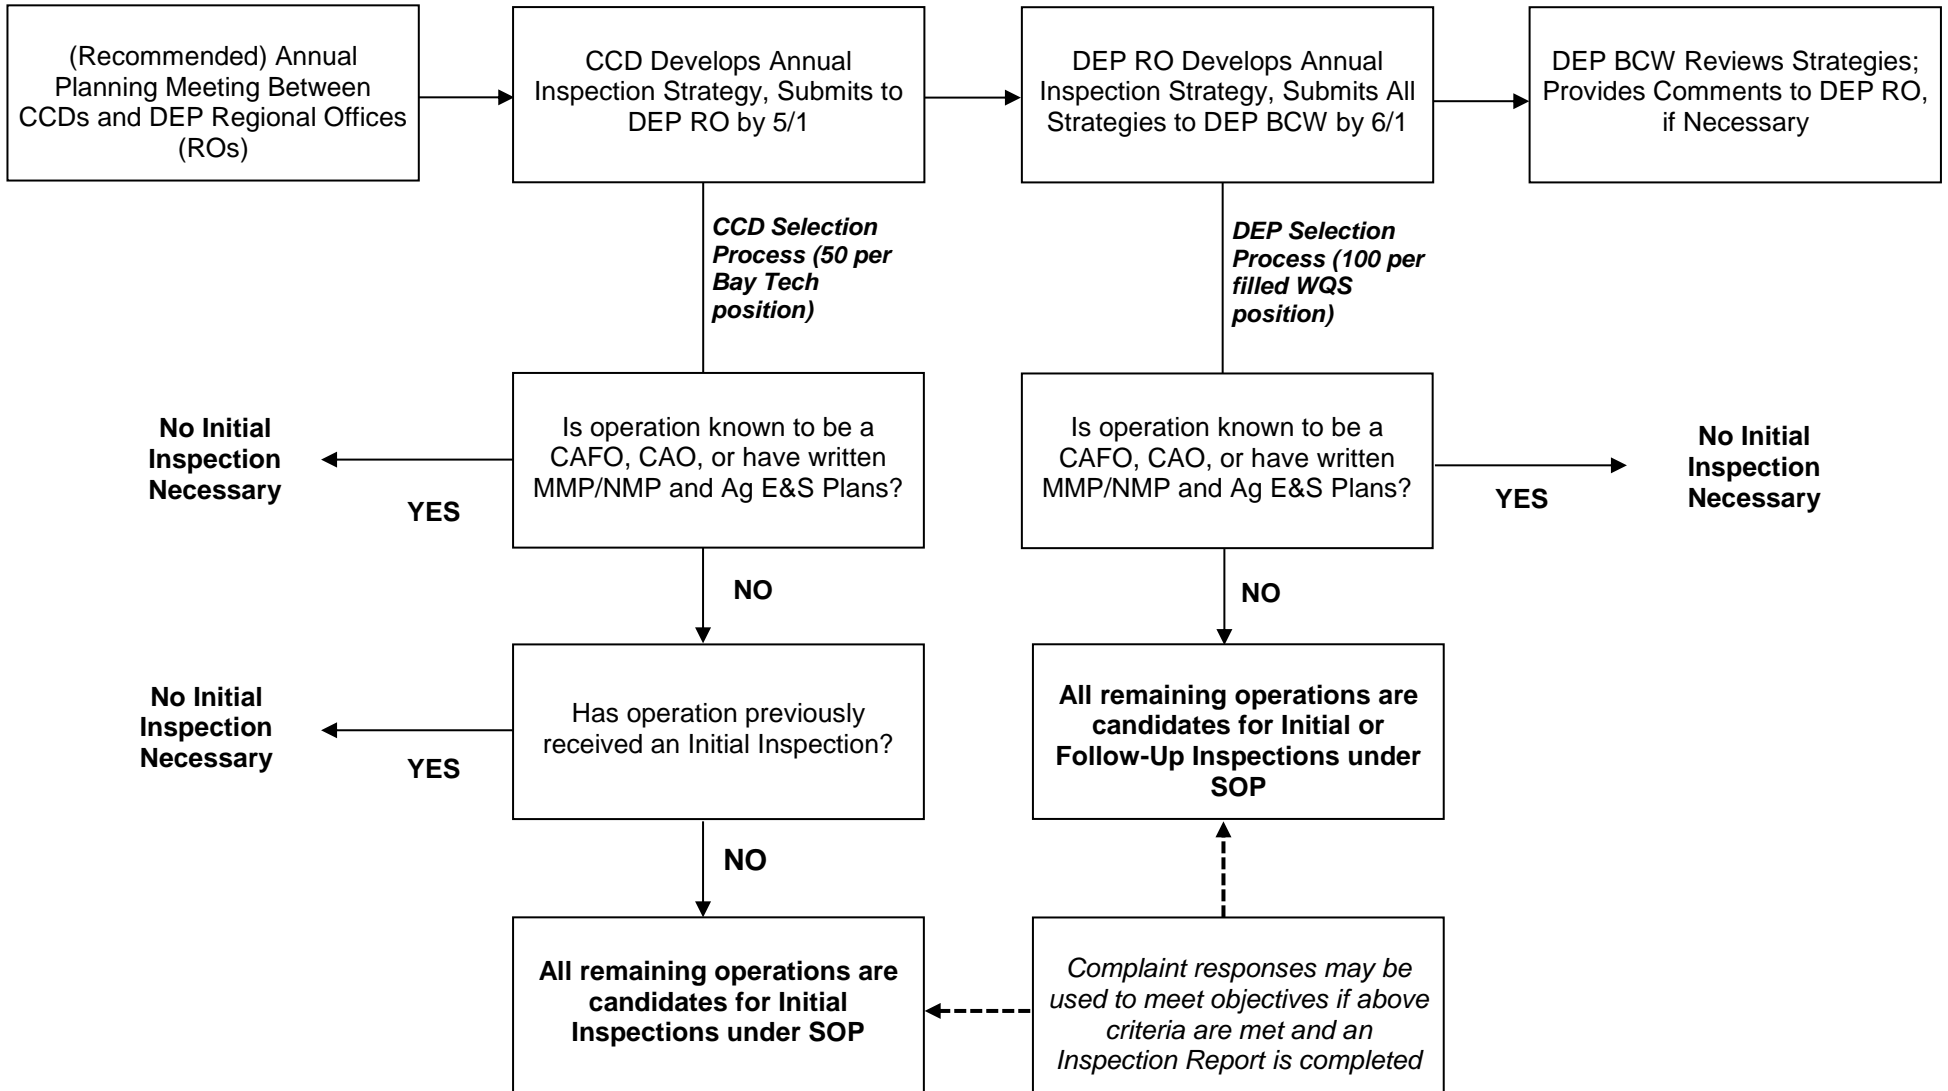 (Recommended) Annual
Planning Meeting Between
CCDs and DEP Regional Offices
(ROs)
CCD Develops Annual
Inspection Strategy, Submits to
DEP RO by 5/1
DEP RO Develops Annual
Inspection Strategy, Submits All
Strategies to DEP BCW by 6/1
DEP BCW Reviews Strategies;
Provides Comments to DEP RO,
if Necessary
CCD Selection
Process (50 per
Bay Tech
position)
DEP Selection
Process (100 per
filled WQS
position)
No Initial
Inspection
Necessary
YES
Is operation known to be a
CAFO, CAO, or have written
MMP/NMP and Ag E&S Plans?
Is operation known to be a
CAFO, CAO, or have written
MMP/NMP and Ag E&S Plans?
YES
No Initial
Inspection
Necessary
NO
NO
No Initial
Inspection
Necessary
YES
Has operation previously
received an Initial Inspection?
All remaining operations are
candidates for Initial or
Follow-Up Inspections under
SOP
NO
All remaining operations are
candidates for Initial
Inspections under SOP
Complaint responses may be
used to meet objectives if above
criteria are met and an
Inspection Report is completed